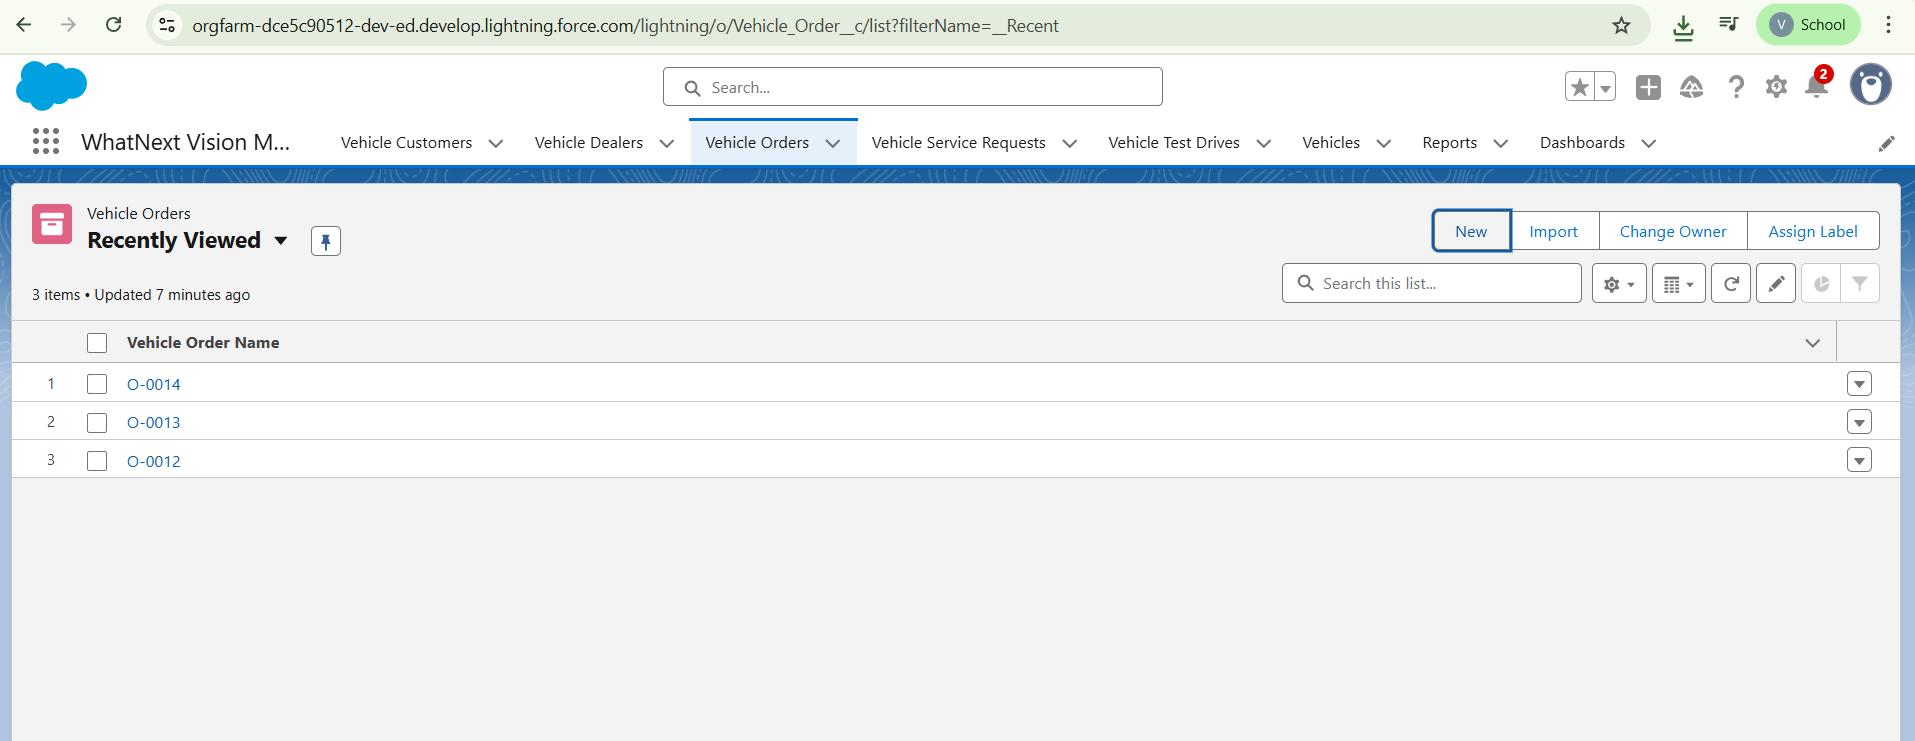 orgfarm-dce5c90512-dev-ed.develop.lightning.force.com/lightning/o/Vehicle_Order__c/list?filterName=__Recent
V School
Search...
2
WhatNext Vision M... Vehicle Customers Vehicle Dealers Vehicle Orders Vehicle Service Requests Vehicle Test Drives Vehicles Reports Dashboards
Vehicle Orders
Recently Viewed
New Import Change Owner Assign Label
3 items • Updated 7 minutes ago
Search this list...
Vehicle Order Name
1 O-0014
2 O-0013
3 O-0012